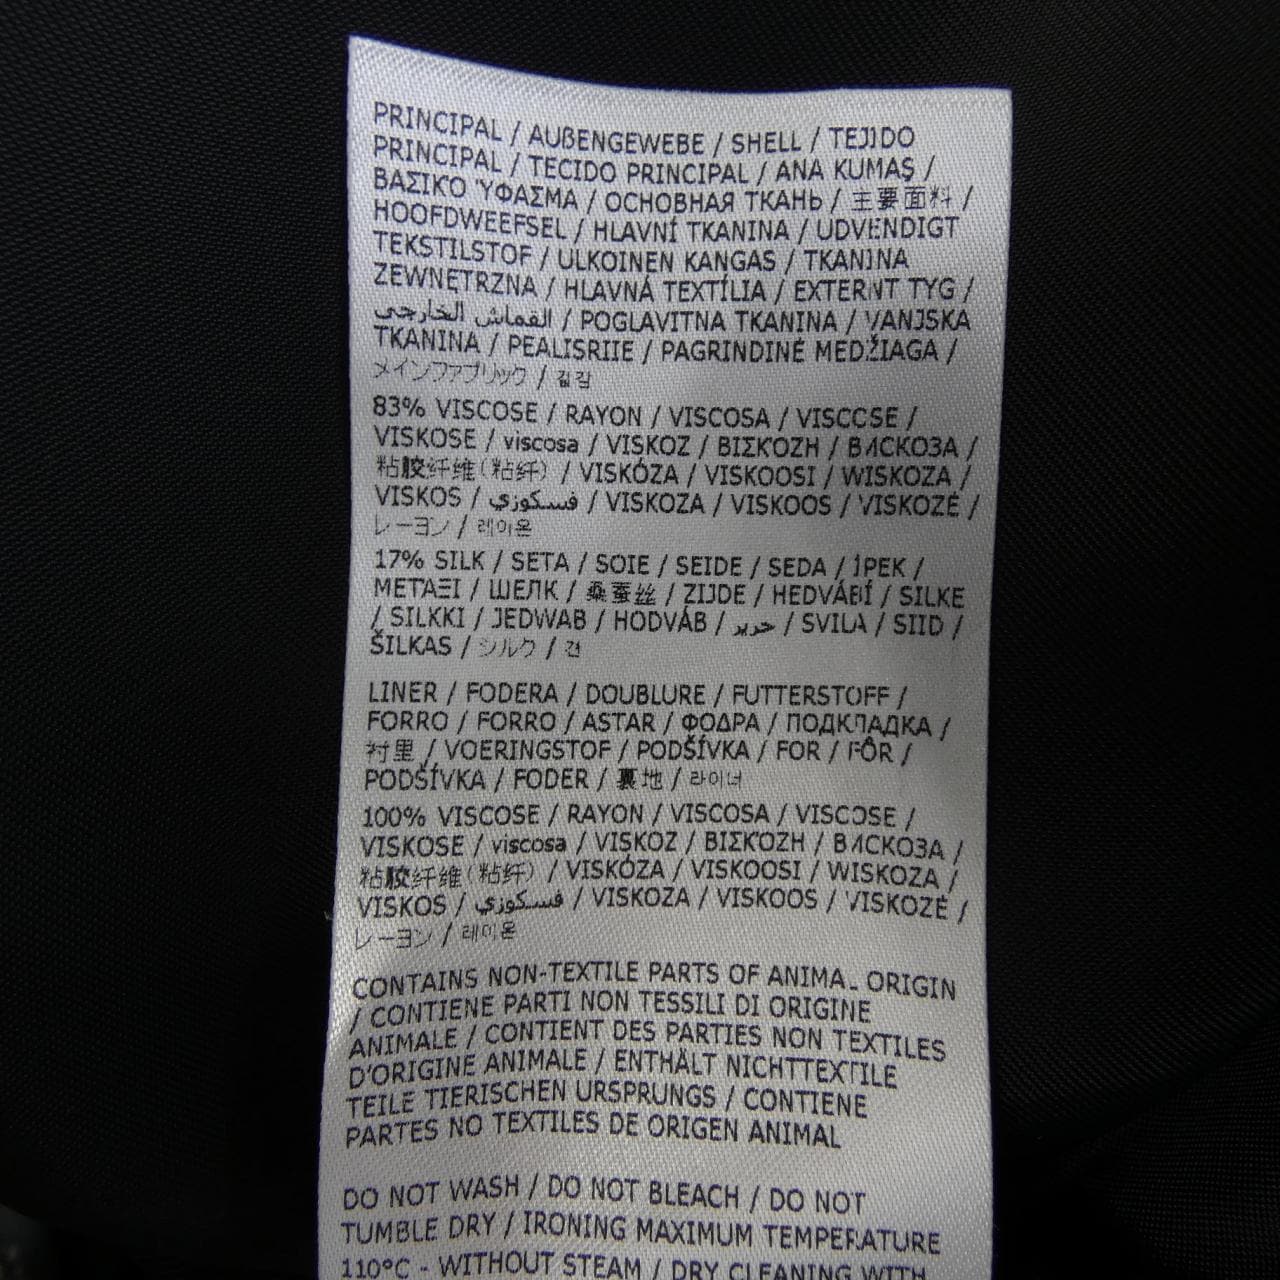 PRINCIPAL / AUßENGEWEBE / SHELL / TEJIDO
PRINCIPAL / TECIDO PRINCIPAL / ANA KUMAŞ /
ΒΑΣΙΚΌ ΎΦΑΣΜΑ / ОСНОВНАЯ ТКАНЬ / 主要面料 /
HOOFDWEEFSEL / HLAVNÍ TKANINA / UDVENDIGT
TEKSTILSTOF / ULKOINEN KANGAS / TKANINA
ZEWNĘTRZNA / HLAVNÁ TEXTÍLIA / EXTERNT TYG /
القماش الخارجي / POGLAVITNA TKANINA / VANJSKA
TKANINA / PEALISRIIE / PAGRINDINĖ MEDŽIAGA /
メインファブリック / 겉감
83% VISCOSE / RAYON / VISCOSA / VISCOSE /
VISKOSE / viscosa / VISKOZ / ΒΙΣΚΌΖΗ / ВИСКОЗА /
粘胶纤维(粘纤) / VISKÓZA / VISKOOSI / WISKOZA /
VISKOS / فسكوزي / VISKOZA / VISKOOS / VISKOZĖ /
レーヨン / 레이온
17% SILK / SETA / SOIE / SEIDE / SEDA / İPEK /
ΜΕΤΆΞΙ / ШЕЛК / 桑蚕丝 / ZIJDE / HEDVÁBÍ / SILKE
/ SILKKI / JEDWAB / HODVÁB / حرير / SVILA / SIID /
ŠILKAS / シルク / 견
LINER / FODERA / DOUBLURE / FUTTERSTOFF /
FORRO / FORRO / ASTAR / ΦΌΔΡΑ / ПОДКЛАДКА /
衬里 / VOERINGSTOF / PODŠÍVKA / FOR / FÔR /
PODŠÍVKA / FODER / 裏地 / 라이너
100% VISCOSE / RAYON / VISCOSA / VISCOSE /
VISKOSE / viscosa / VISKOZ / ΒΙΣΚΌΖΗ / ВИСКОЗА /
粘胶纤维(粘纤) / VISKÓZA / VISKOOSI / WISKOZA /
VISKOS / فسكوزي / VISKOZA / VISKOOS / VISKOZĖ /
レーヨン / 레이온
CONTAINS NON-TEXTILE PARTS OF ANIMAL ORIGIN
/ CONTIENE PARTI NON TESSILI DI ORIGINE
ANIMALE / CONTIENT DES PARTIES NON TEXTILES
D'ORIGINE ANIMALE / ENTHÄLT NICHTTEXTILE
TEILE TIERISCHEN URSPRUNGS / CONTIENE
PARTES NO TEXTILES DE ORIGEN ANIMAL
DO NOT WASH / DO NOT BLEACH / DO NOT
TUMBLE DRY / IRONING MAXIMUM TEMPERATURE
110°C - WITHOUT STEAM / DRY CLEANING WITH